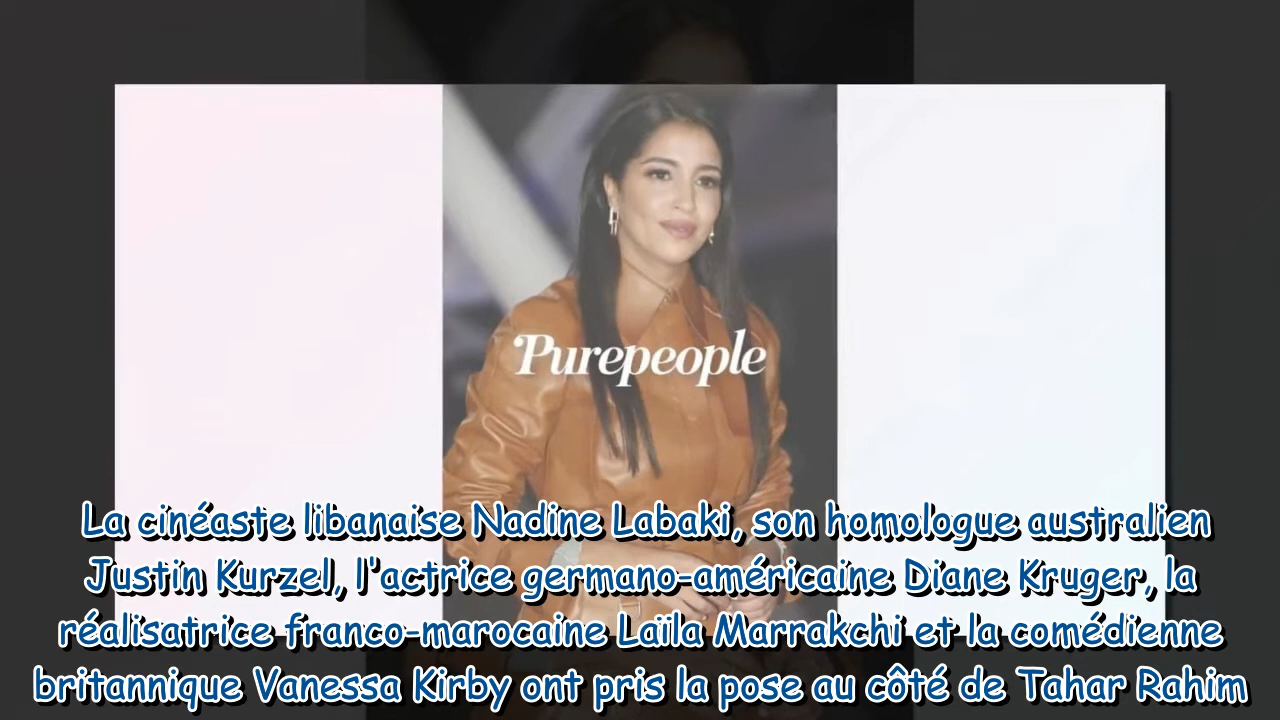 Purepeople
La cinéaste libanaise Nadine Labaki, son homologue australien
Justin Kurzel, l'actrice germano-américaine Diane Kruger, la
réalisatrice franco-marocaine Laïla Marrakchi et la comédienne
britannique Vanessa Kirby ont pris la pose au côté de Tahar Rahim